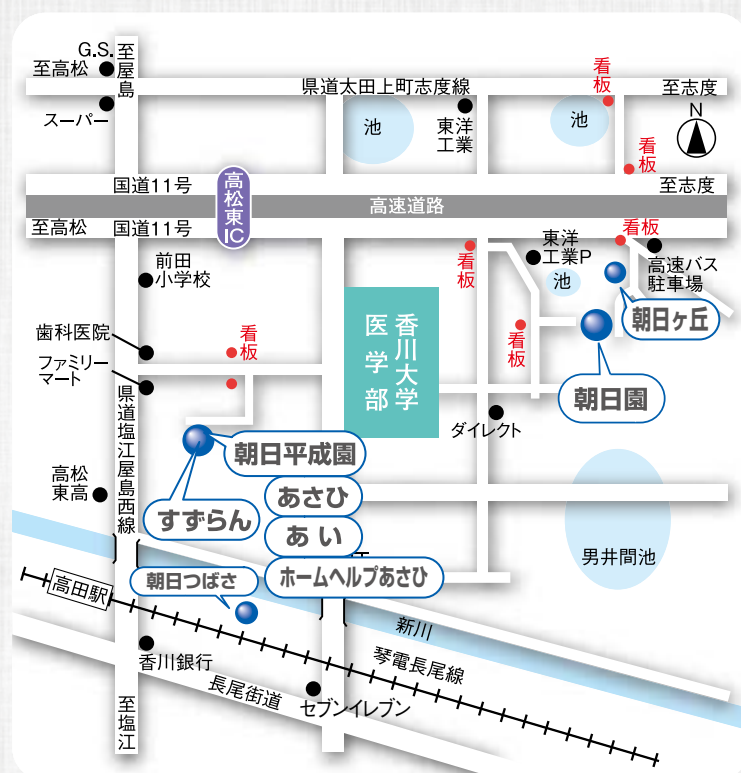 G.S.
至屋島
至高松
スーパー
県道太田上町志度線
看板
至志度
池
東洋
工業
池
N
看板
国道11号
高松東IC
至志度
高速道路
至高松
国道11号
看板
前田
小学校
看板
東洋
工業P
池
高速バス
駐車場
朝日ヶ丘
香川大学
医学部
歯科医院
看板
看板
ファミリー
マート
朝日園
県道塩江屋島西線
ダイレクト
朝日平成園
高松
東高
あさひ
すずらん
あい
男井間池
ホームヘルプあさひ
朝日つばさ
高田駅
新川
香川銀行
琴電長尾線
長尾街道
セブンイレブン
至塩江